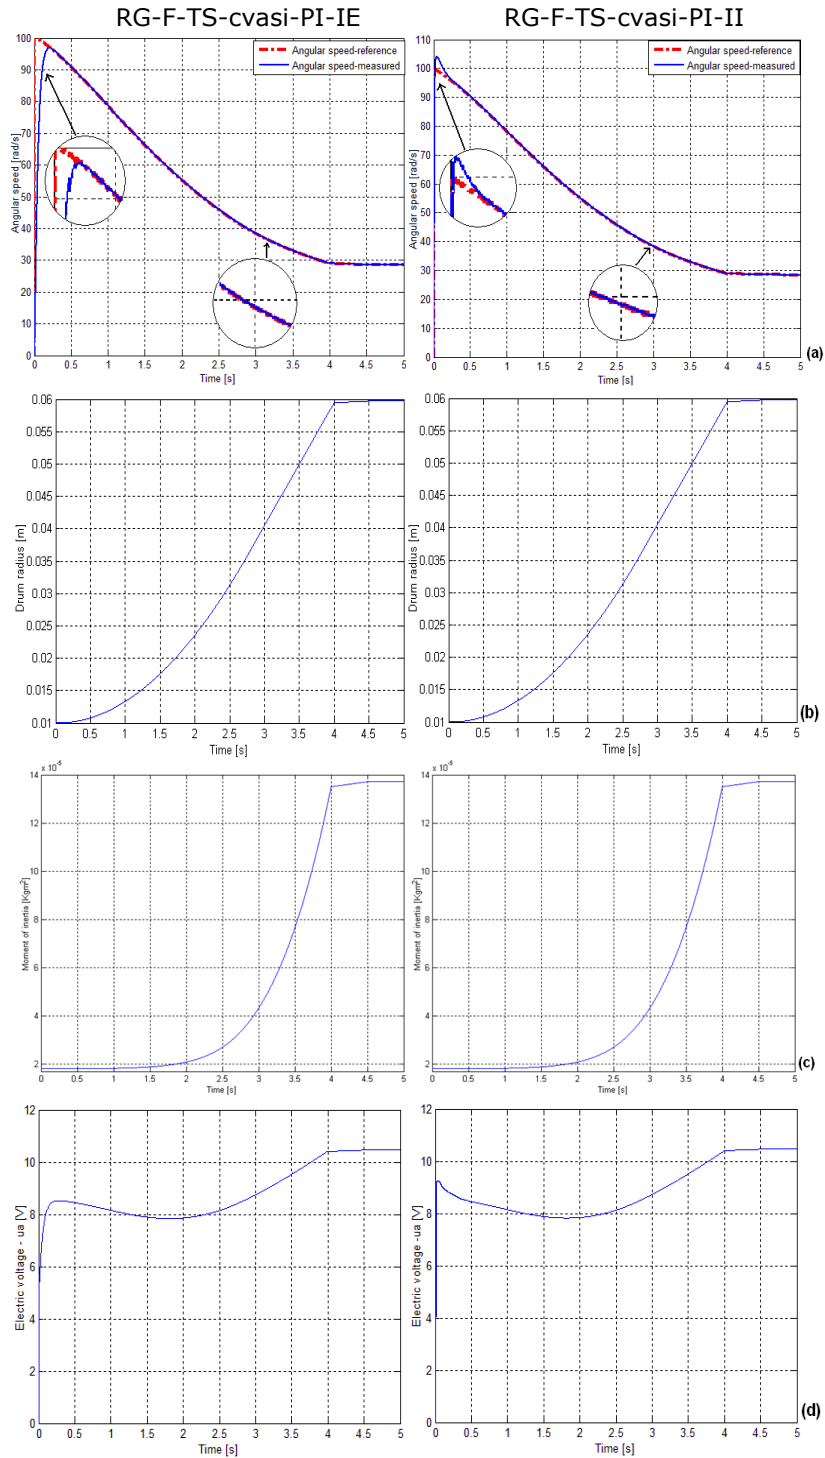 RG-F-TS-cvasi-PI-IE
RG-F-TS-cvasi-PI-II
Angular speed-reference
Angular speed-measured
100
90
80
70
60
50
40
30
20
10
0
Angular speed [rad/s]
0 0.5 1 1.5 2 2.5 3 3.5 4 4.5 5
Time [s]
Angular speed-reference
Angular speed-measured
110
100
90
80
70
60
50
40
30
20
10
0
Angular speed [rad/s]
0 0.5 1 1.5 2 2.5 3 3.5 4 4.5 5
Time [s]
(a)
0.06
0.055
0.05
0.045
0.04
0.035
0.03
0.025
0.02
0.015
0.01
Drum radius [m]
0 0.5 1 1.5 2 2.5 3 3.5 4 4.5 5
Time [s]
0.06
0.055
0.05
0.045
0.04
0.035
0.03
0.025
0.02
0.015
0.01
Drum radius [m]
0 0.5 1 1.5 2 2.5 3 3.5 4 4.5 5
Time [s]
(b)
14 x 10⁻⁵
12
10
8
6
4
2
Moment of inertia [Kgm²]
0 0.5 1 1.5 2 2.5 3 3.5 4 4.5 5
Time [s]
14 x 10⁻⁵
12
10
8
6
4
2
Moment of inertia [Kgm²]
0 0.5 1 1.5 2 2.5 3 3.5 4 4.5 5
Time [s]
(c)
12
10
8
6
4
2
0
Electric voltage - ua [V]
0 0.5 1 1.5 2 2.5 3 3.5 4 4.5 5
Time [s]
12
10
8
6
4
2
0
Electric voltage -ua [V]
0 0.5 1 1.5 2 2.5 3 3.5 4 4.5 5
Time [s]
(d)